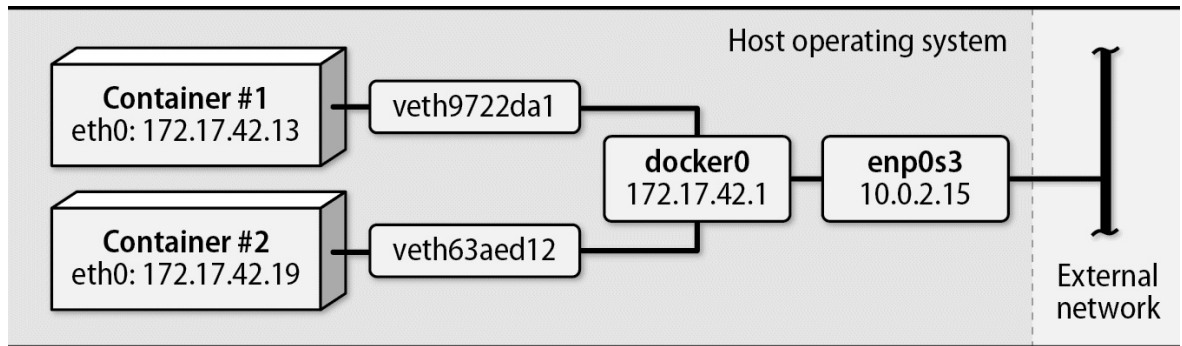 Host operating system
Container #1
eth0: 172.17.42.13
veth9722da1
docker0
172.17.42.1
enp0s3
10.0.2.15
Container #2
eth0: 172.17.42.19
veth63aed12
External
network